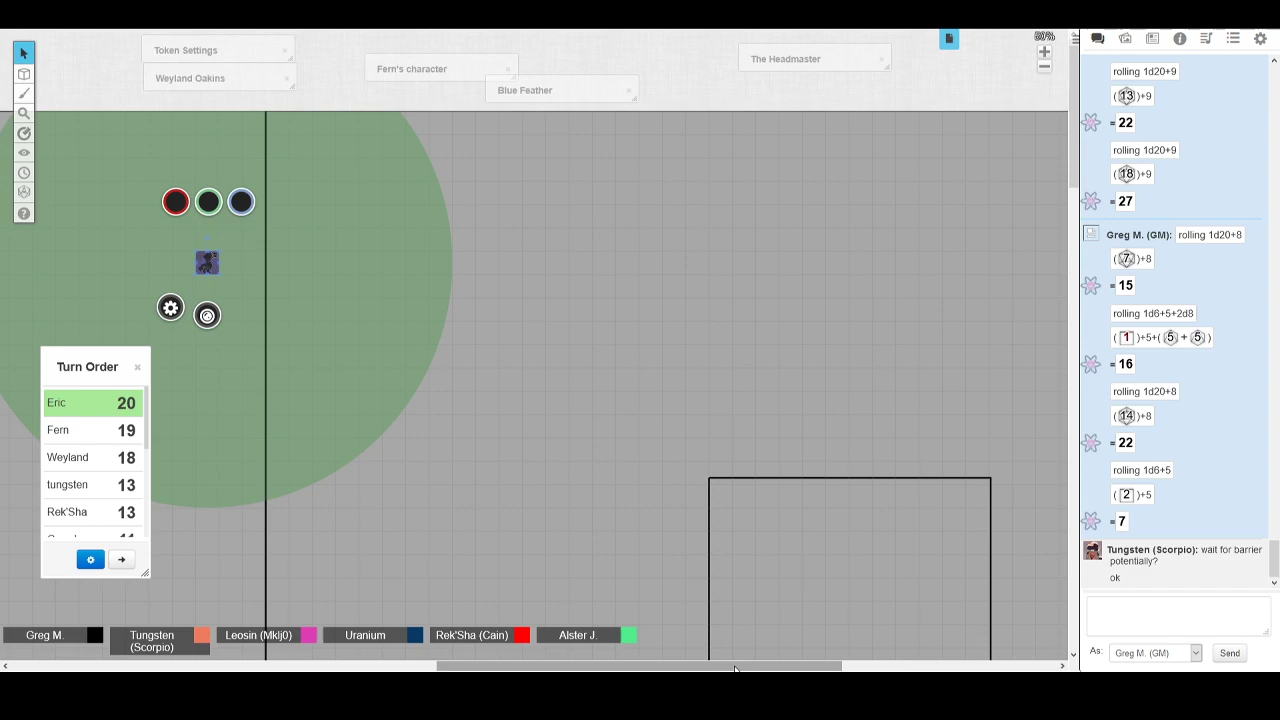 Token Settings
Weyland Oakins
Fern's character
Blue Feather
The Headmaster
80%
rolling 1d20+9
(13)+9
= 22
rolling 1d20+9
(18)+9
= 27
Greg M. (GM): rolling 1d20+8
(7)+8
= 15
rolling 1d6+5+2d8
(1)+5+(5+5)
= 16
rolling 1d20+8
(14)+8
= 22
rolling 1d6+5
(2)+5
= 7
Tungsten (Scorpio): wait for barrier
potentially?
ok
As: Greg M. (GM) Send
Turn Order
Eric 20
Fern 19
Weyland 18
tungsten 13
Rek'Sha 13
Greg M.
Tungsten
(Scorpio)
Leosin (Mklj0)
Uranium
Rek'Sha (Cain)
Alster J.